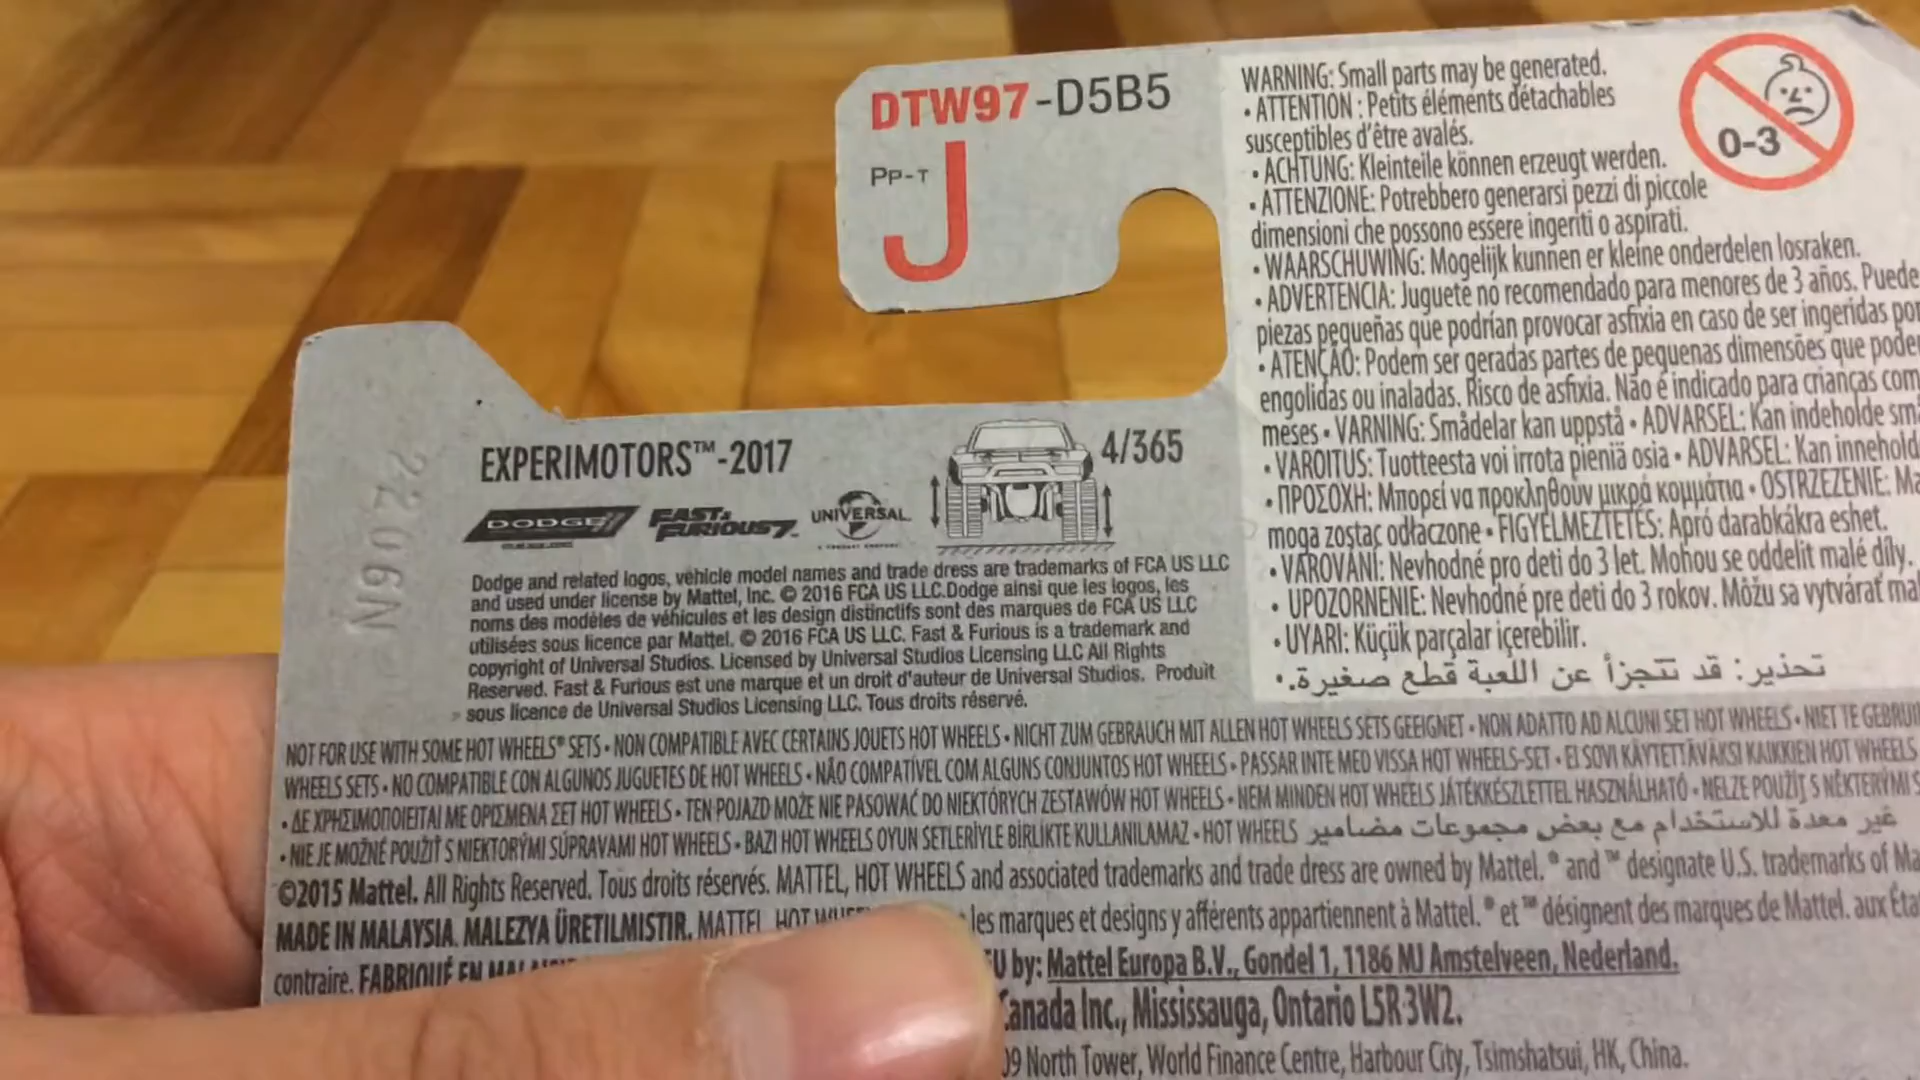 DTW97-D5B5
PP-T
J
0-3
WARNING: Small parts may be generated.
• ATTENTION : Petits éléments détachables
susceptibles d'être avalés.
• ACHTUNG: Kleinteile können erzeugt werden.
• ATTENZIONE: Potrebbero generarsi pezzi di piccole
dimensioni che possono essere ingeriti o aspirati.
• WAARSCHUWING: Mogelijk kunnen er kleine onderdelen losraken.
• ADVERTENCIA: Juguete no recomendado para menores de 3 años. Puede
piezas pequeñas que podrían provocar asfixia en caso de ser ingeridas por
• ATENÇÃO: Podem ser geradas partes de pequenas dimensões que podem
engolidas ou inaladas. Risco de asfixia. Não é indicado para crianças com
meses • VARNING: Smådelar kan uppstå • ADVARSEL: Kan indeholde små
• VAROITUS: Tuotteesta voi irrota pieniä osia • ADVARSEL: Kan inneholde
• ΠΡΟΣΟΧΗ: Μπορεί να προκληθούν μικρά κομμάτια • OSTRZEŻENIE: Ma
mogą zostać odłączone • FIGYELMEZTETÉS: Apró darabkákra eshet.
• VAROVÁNÍ: Nevhodné pro děti do 3 let. Mohou se oddělit malé díly.
• UPOZORNENIE: Nevhodné pre deti do 3 rokov. Môžu sa vytvárať mal
• UYARI: Küçük parçalar içerebilir.
• تحذير: قد تتجزأ عن اللعبة قطع صغيرة.
2206N
EXPERIMOTORS™-2017
4/365
DODGE FAST & FURIOUS 7 UNIVERSAL
Dodge and related logos, vehicle model names and trade dress are trademarks of FCA US LLC
and used under license by Mattel, Inc. © 2016 FCA US LLC.Dodge ainsi que les logos, les
noms des modèles de véhicules et les design distinctifs sont des marques de FCA US LLC
utilisées sous licence par Mattel. © 2016 FCA US LLC. Fast & Furious is a trademark and
copyright of Universal Studios. Licensed by Universal Studios Licensing LLC All Rights
Reserved. Fast & Furious est une marque et un droit d'auteur de Universal Studios. Produit
sous licence de Universal Studios Licensing LLC. Tous droits réservé.
NOT FOR USE WITH SOME HOT WHEELS® SETS • NON COMPATIBLE AVEC CERTAINS JOUETS HOT WHEELS • NICHT ZUM GEBRAUCH MIT ALLEN HOT WHEELS SETS GEEIGNET • NON ADATTO AD ALCUNI SET HOT WHEELS • NIET TE GEBRUI
WHEELS SETS • NO COMPATIBLE CON ALGUNOS JUGUETES DE HOT WHEELS • NÃO COMPATÍVEL COM ALGUNS CONJUNTOS HOT WHEELS • PASSAR INTE MED VISSA HOT WHEELS-SET • EI SOVI KÄYTETTÄVÄKSI KAIKKIEN HOT WHEELS
• ΔΕ ΧΡΗΣΙΜΟΠΟΙΕΙΤΑΙ ΜΕ ΟΡΙΣΜΕΝΑ ΣΕΤ HOT WHEELS • TEN POJAZD MOŻE NIE PASOWAĆ DO NIEKTÓRYCH ZESTAWÓW HOT WHEELS • NEM MINDEN HOT WHEELS JÁTÉKKÉSZLETTEL HASZNÁLHATÓ • NELZE POUŽÍT S NĚKTERÝMI S
• NIE JE MOŽNÉ POUŽIŤ S NIEKTORÝMI SÚPRAVAMI HOT WHEELS • BAZI HOT WHEELS OYUN SETLERİYLE BİRLİKTE KULLANILAMAZ • HOT WHEELS غير معدة للاستخدام مع بعض مجموعات مضامير
©2015 Mattel. All Rights Reserved. Tous droits réservés. MATTEL, HOT WHEELS and associated trademarks and trade dress are owned by Mattel. ® and ™ designate U.S. trademarks of Ma
MADE IN MALAYSIA. MALEZYA ÜRETILMISTIR. MATTEL, HOT les marques et designs y afférents appartiennent à Mattel. ® et ™ désignent des marques de Mattel. aux Éta
contraire. FABRIQUÉ EN U by: Mattel Europa B.V., Gondel 1, 1186 MJ Amstelveen, Nederland.
Canada Inc., Mississauga, Ontario L5R 3W2.
09 North Tower, World Finance Centre, Harbour City, Tsimshatsui, HK, China.